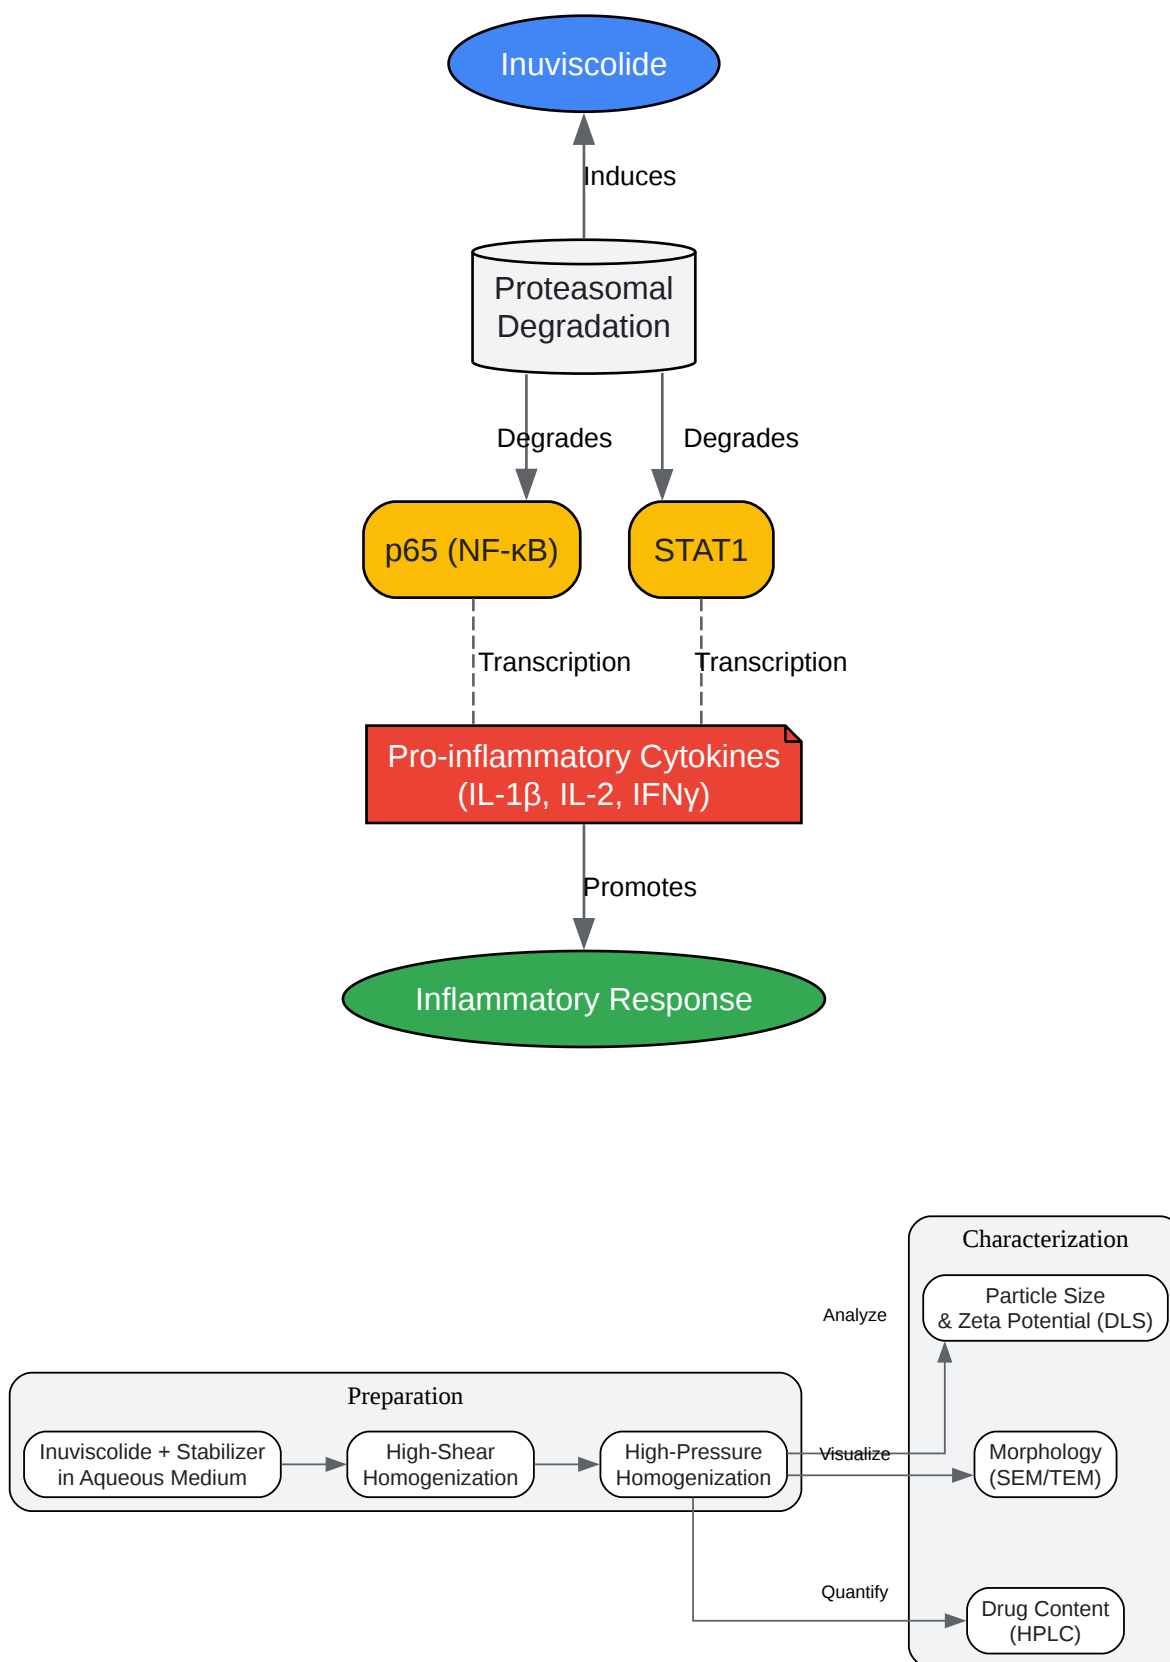 Inuviscolide
Induces
Proteasomal
Degradation
Degrades
Degrades
p65 (NF-κB)
STAT1
Transcription
Transcription
Pro-inflammatory Cytokines
(IL-1β, IL-2, IFNγ)
Promotes
Inflammatory Response
Preparation
Inuviscolide + Stabilizer
in Aqueous Medium
High-Shear
Homogenization
High-Pressure
Homogenization
Analyze
Visualize
Quantify
Characterization
Particle Size
& Zeta Potential (DLS)
Morphology
(SEM/TEM)
Drug Content
(HPLC)